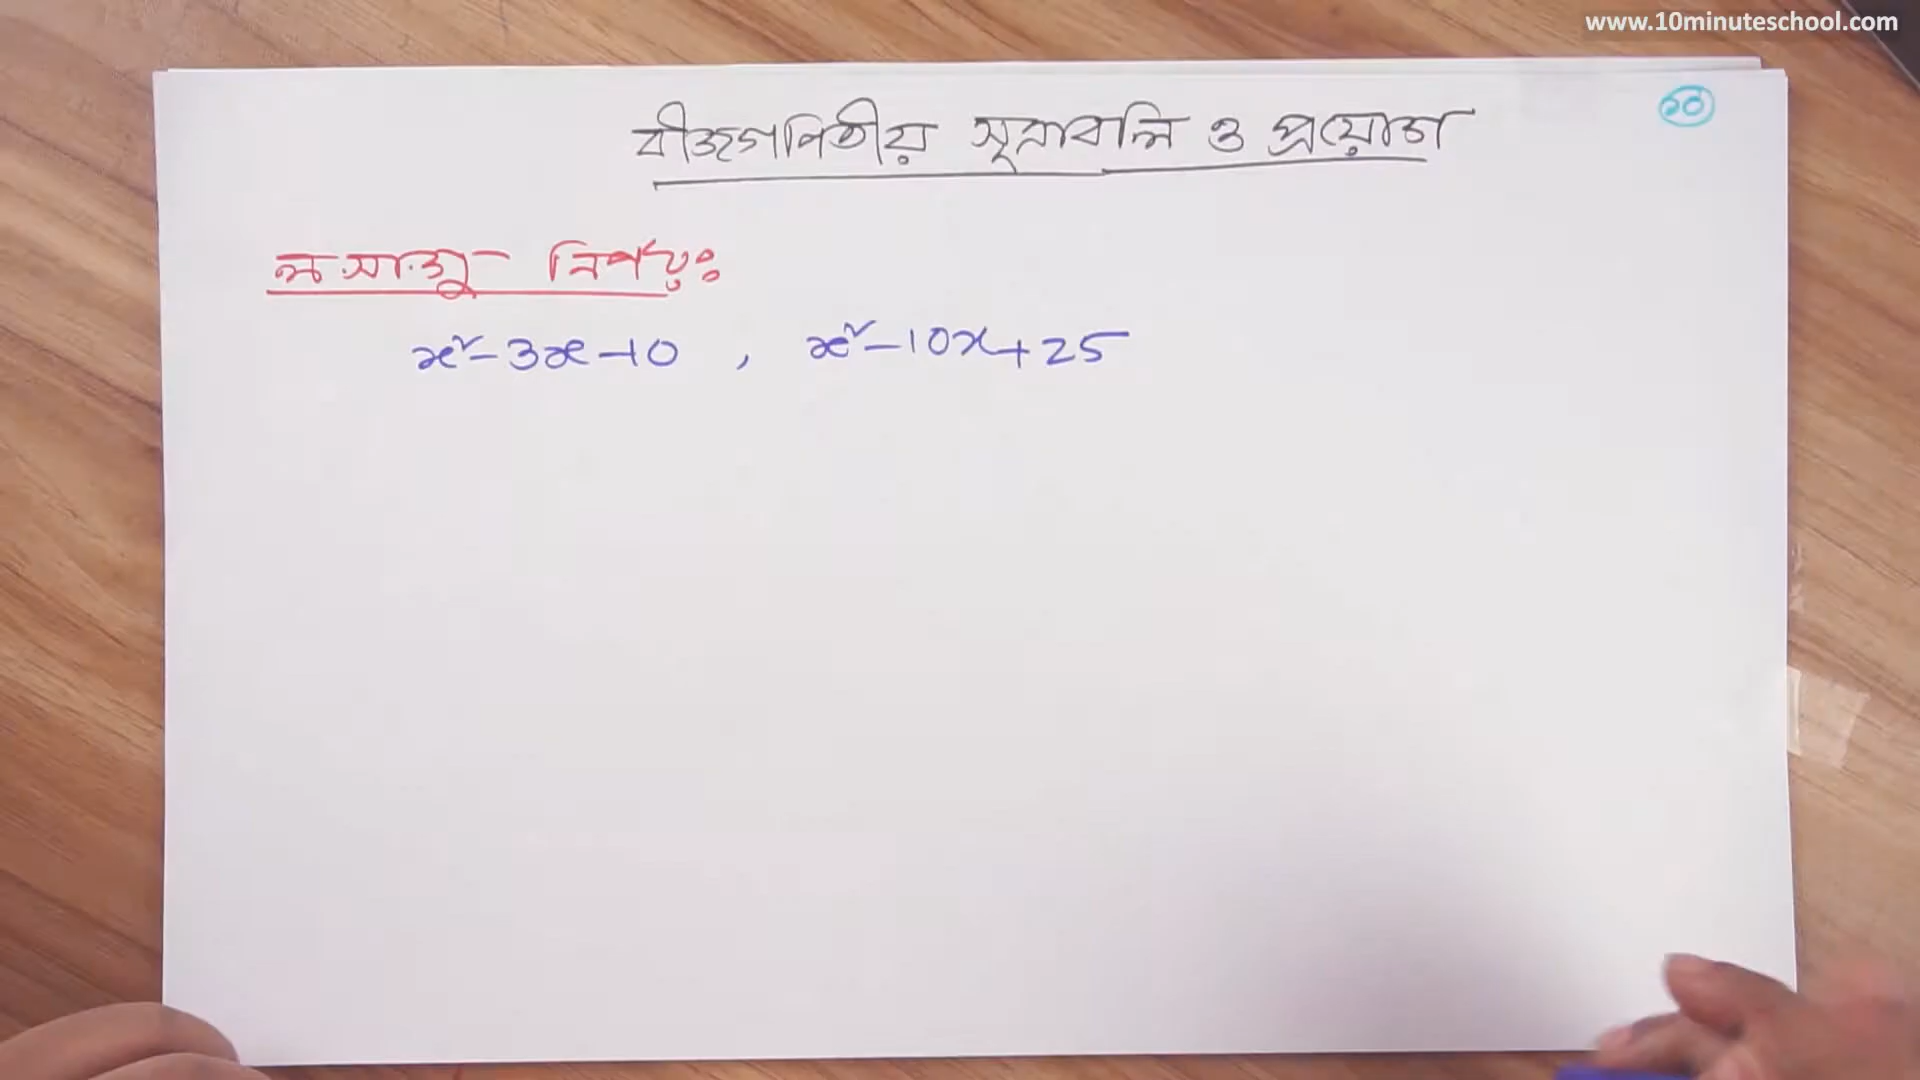 www.10minuteschool.com
১০
বীজগণিতীয় সূত্রাবলি ও প্রয়োগ
ল.সা.গু নির্ণয়ঃ
x²-3x-10 , x²-10x+25